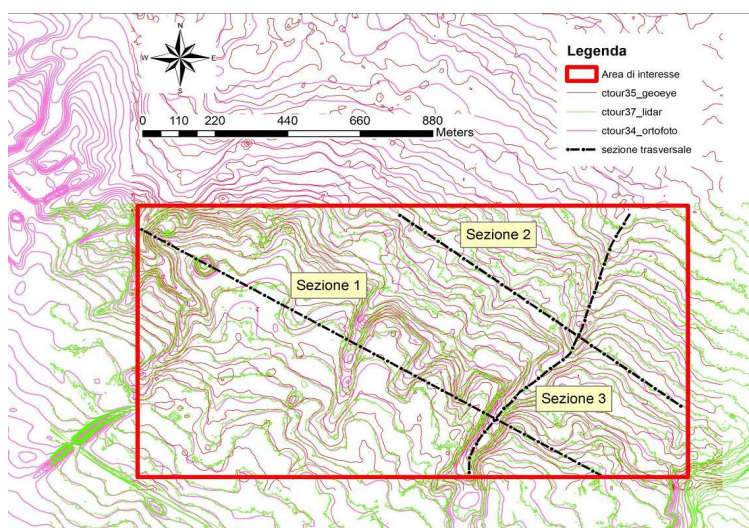 N
W E
S
0 110 220 440 660 880
Meters
Legenda
Area di interesse
ctour35_geoeye
ctour37_lidar
ctour34_ortofoto
sezione trasversale
Sezione 2
Sezione 1
Sezione 3